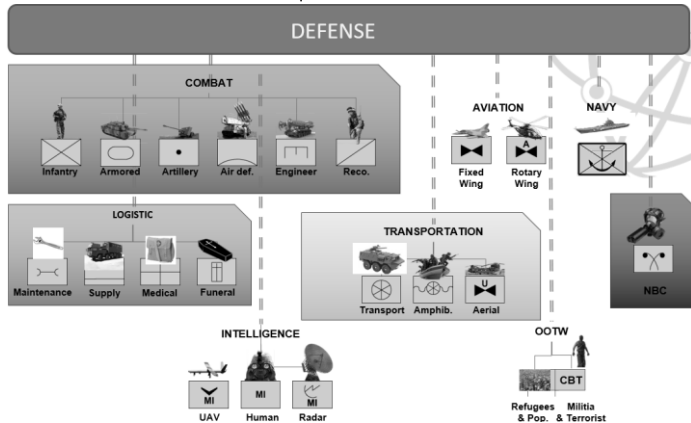 DEFENSE
COMBAT
Infantry Armored Artillery Air def. Engineer Reco.
AVIATION
Fixed Wing
A
Rotary Wing
NAVY
LOGISTIC
Maintenance Supply Medical Funeral
TRANSPORTATION
U
Transport Amphib. Aerial
NBC
INTELLIGENCE
MI MI MI
UAV Human Radar
OOTW
CBT
Refugees & Pop.
Militia & Terrorist